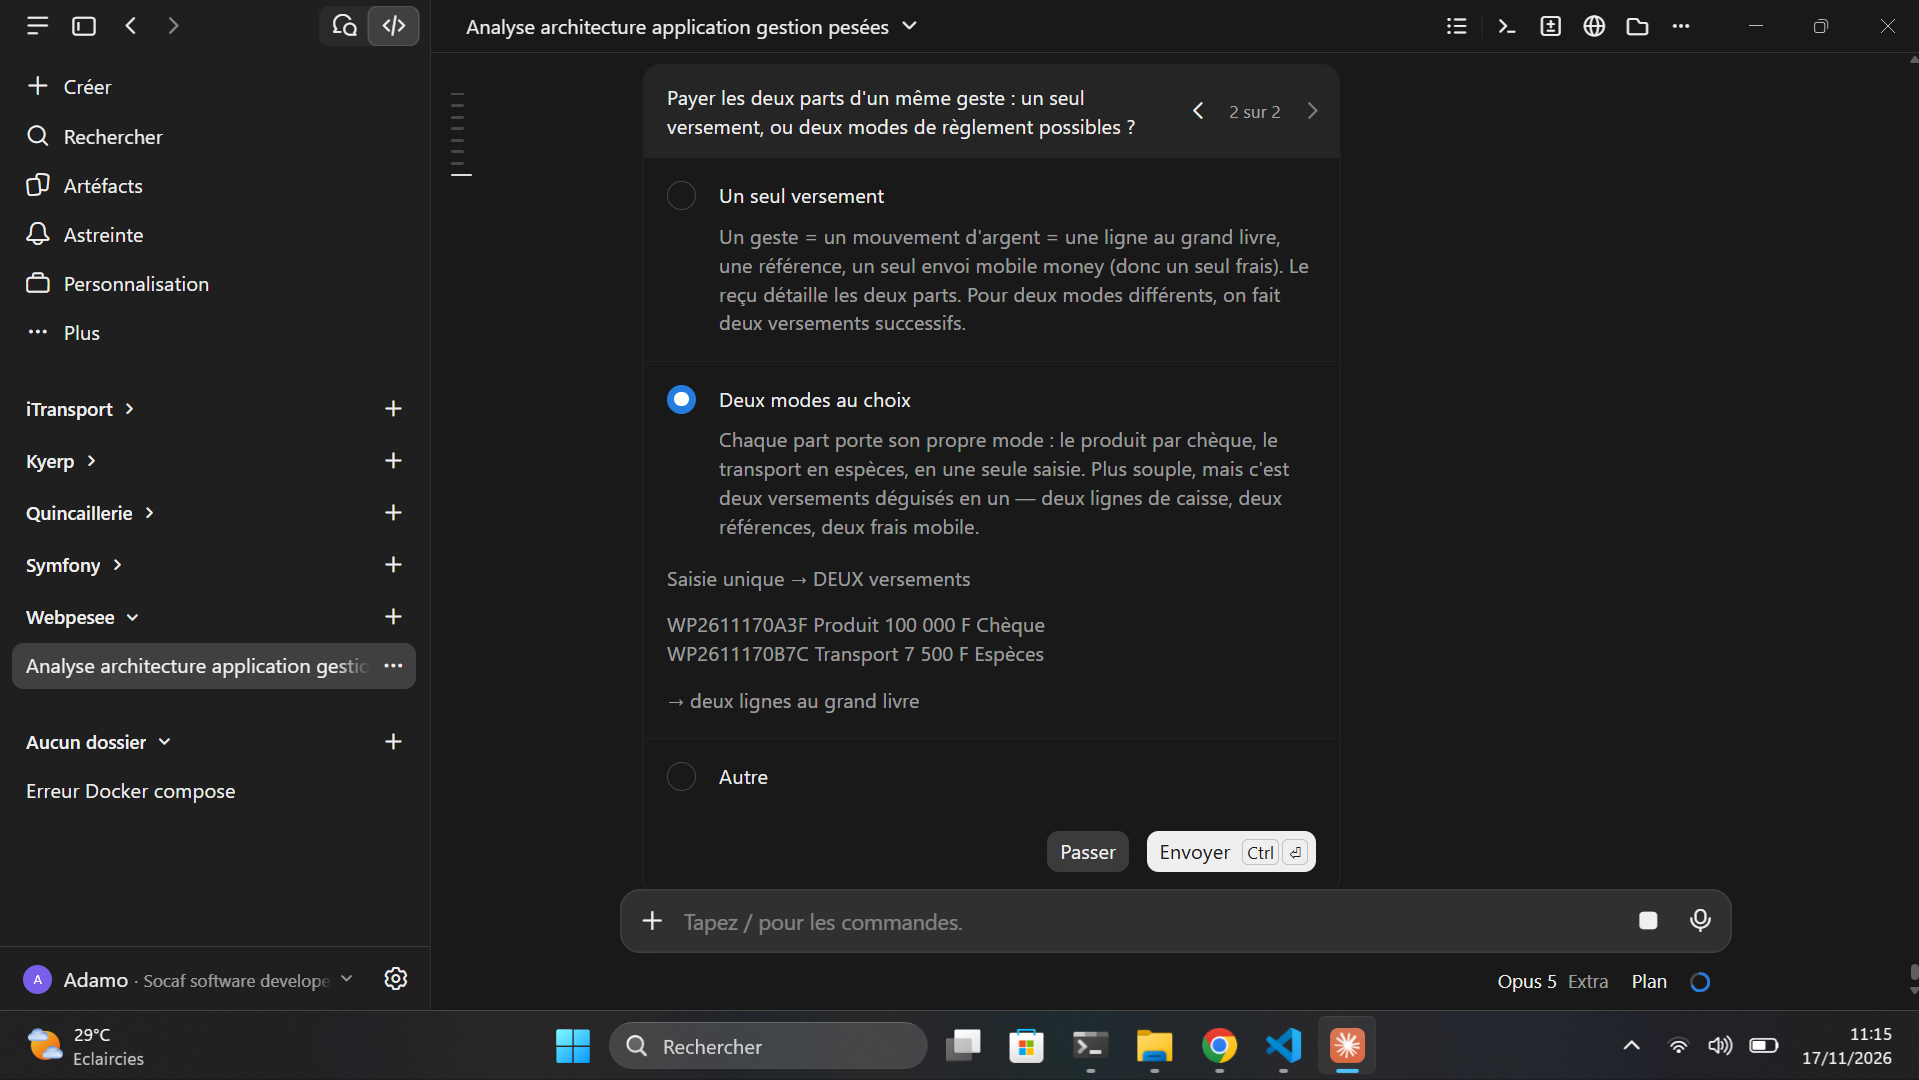 Analyse architecture application gestion pesées
Créer
Rechercher
Artéfacts
Astreinte
Personnalisation
Plus
iTransport
Kyerp
Quincaillerie
Symfony
Webpesee
Analyse architecture application gestio
Aucun dossier
Erreur Docker compose
A
Adamo · Socaf software develope
Payer les deux parts d'un même geste : un seul
versement, ou deux modes de règlement possibles ?
2 sur 2
Un seul versement
Un geste = un mouvement d'argent = une ligne au grand livre,
une référence, un seul envoi mobile money (donc un seul frais). Le
reçu détaille les deux parts. Pour deux modes différents, on fait
deux versements successifs.
Deux modes au choix
Chaque part porte son propre mode : le produit par chèque, le
transport en espèces, en une seule saisie. Plus souple, mais c'est
deux versements déguisés en un — deux lignes de caisse, deux
références, deux frais mobile.
Saisie unique → DEUX versements
WP2611170A3F Produit 100 000 F Chèque
WP2611170B7C Transport 7 500 F Espèces
→ deux lignes au grand livre
Autre
Passer
Envoyer Ctrl ⏎
Tapez / pour les commandes.
Opus 5 Extra Plan
29°C
Eclaircies
Rechercher
11:15
17/11/2026